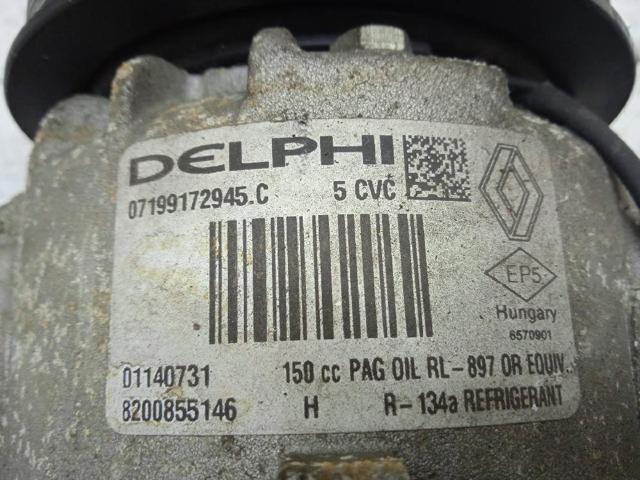 DELPHI
07199172945.C 5 CVC
EP5
Hungary
6570901
01140731 150 cc PAG OIL RL-897 OR EQUIV.
8200855146 H R-134a REFRIGERANT